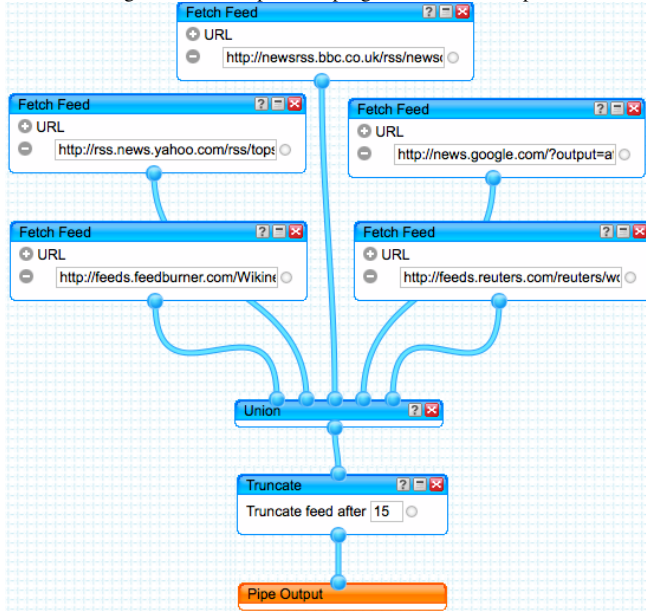 Fetch Feed
URL
http://newsrss.bbc.co.uk/rss/newso
Fetch Feed
URL
http://rss.news.yahoo.com/rss/tops
Fetch Feed
URL
http://news.google.com/?output=at
Fetch Feed
URL
http://feeds.feedburner.com/Wikine
Fetch Feed
URL
http://feeds.reuters.com/reuters/wo
Union
Truncate
Truncate feed after 15
Pipe Output